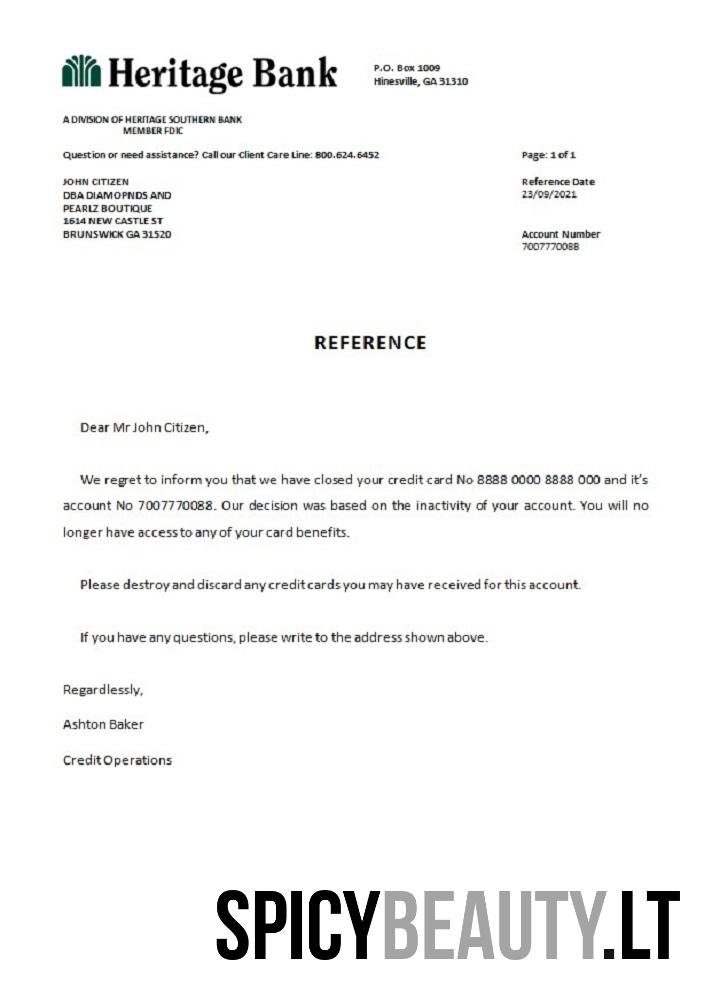 Heritage Bank
P.O. Box 1009
Hinesville, GA 31310
A DIVISION OF HERITAGE SOUTHERN BANK
MEMBER FDIC
Question or need assistance? Call our Client Care Line: 800.624.6452
Page: 1 of 1
JOHN CITIZEN
DBA DIAMOPNDS AND
PEARLZ BOUTIQUE
1614 NEW CASTLE ST
BRUNSWICK GA 31520
Reference Date
23/09/2021
Account Number
7007770088
REFERENCE
Dear Mr John Citizen,
We regret to inform you that we have closed your credit card No 8888 0000 8888 000 and it's
account No 7007770088. Our decision was based on the inactivity of your account. You will no
longer have access to any of your card benefits.
Please destroy and discard any credit cards you may have received for this account.
If you have any questions, please write to the address shown above.
Regardlessly,
Ashton Baker
Credit Operations
SPICYBEAUTY.LT